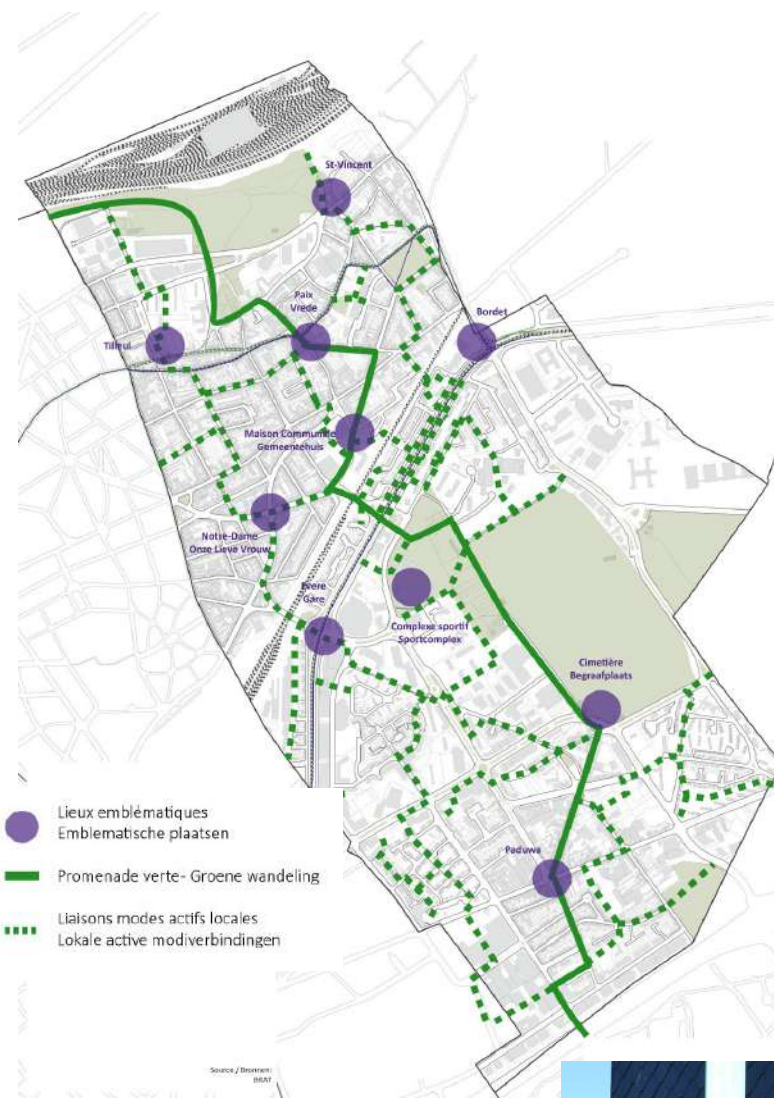 St-Vincent
Paix
Vrede
Bordet
Tilleul
Maison Communale
Gemeentehuis
Notre-Dame
Onze Lieve Vrouw
Evere
Gare
Complexe sportif
Sportcomplex
Cimetière
Begraafplaats
Paduwa
Lieux emblématiques
Emblematische plaatsen
Promenade verte- Groene wandeling
Liaisons modes actifs locales
Lokale active modiverbindingen
Source / Bronnen:
BRAT